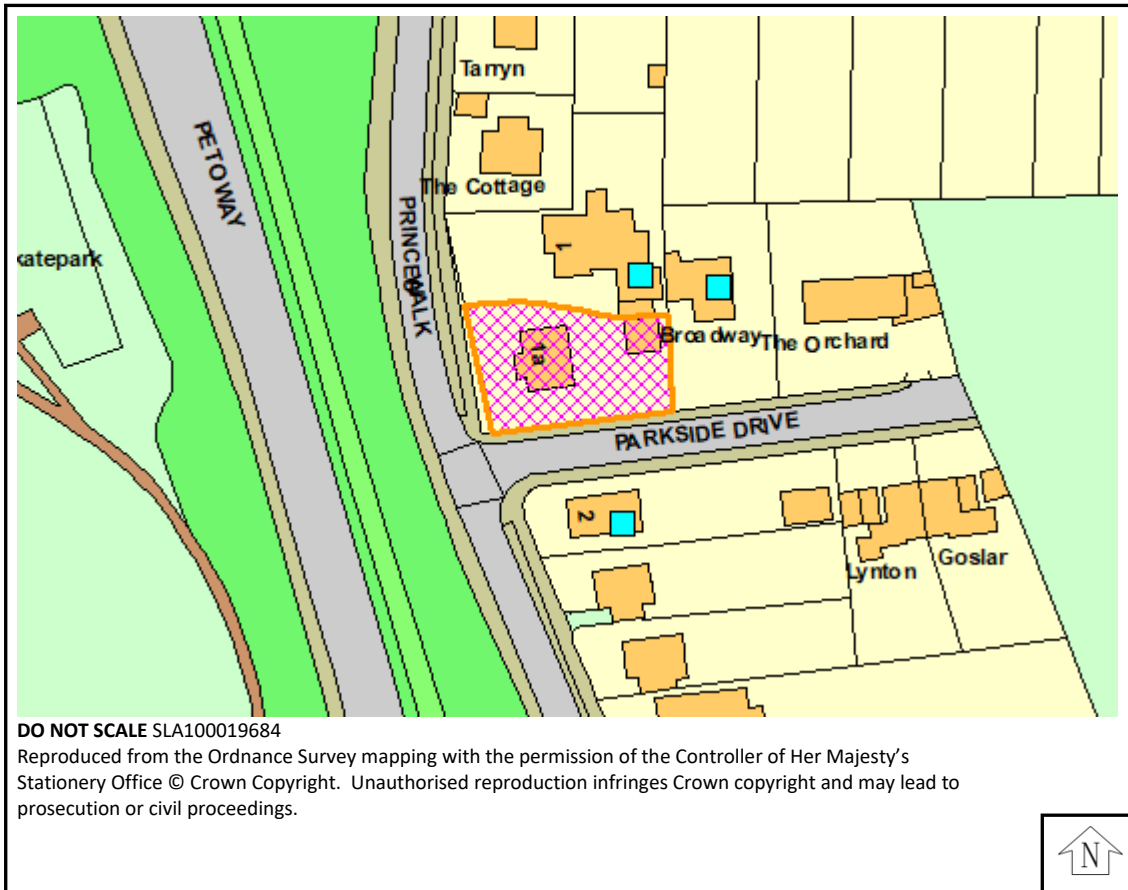 Tarryn
PETOWAY
The Cottage
PRINCES WALK
katepark
1
Broadway
The Orchard
1a
PARKSIDE DRIVE
2
Lynton
Goslar
DO NOT SCALE SLA100019684
Reproduced from the Ordnance Survey mapping with the permission of the Controller of Her Majesty’s
Stationery Office © Crown Copyright. Unauthorised reproduction infringes Crown copyright and may lead to
prosecution or civil proceedings.
N